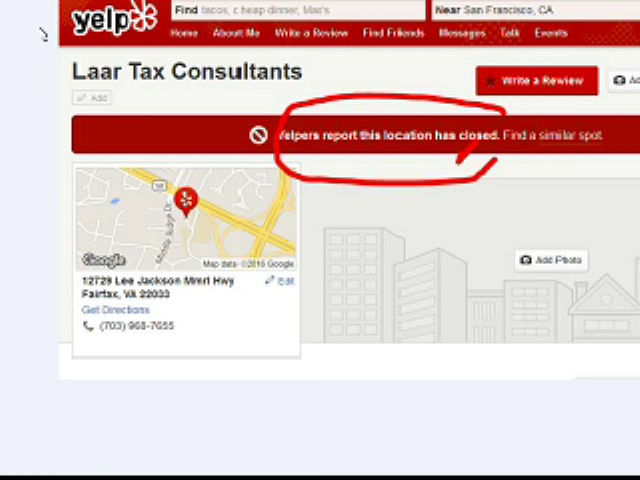 yelp
Find tacos, cheap dinner, Max's
Near San Francisco, CA
Home About Me Write a Review Find Friends Messages Talk Events
Laar Tax Consultants
Write a Review
Add
Yelpers report this location has closed. Find a similar spot.
Google
Map data ©2016 Google
12729 Lee Jackson Mmrl Hwy
Edit
Fairfax, VA 22033
Get Directions
(703) 968-7655
Add Photo